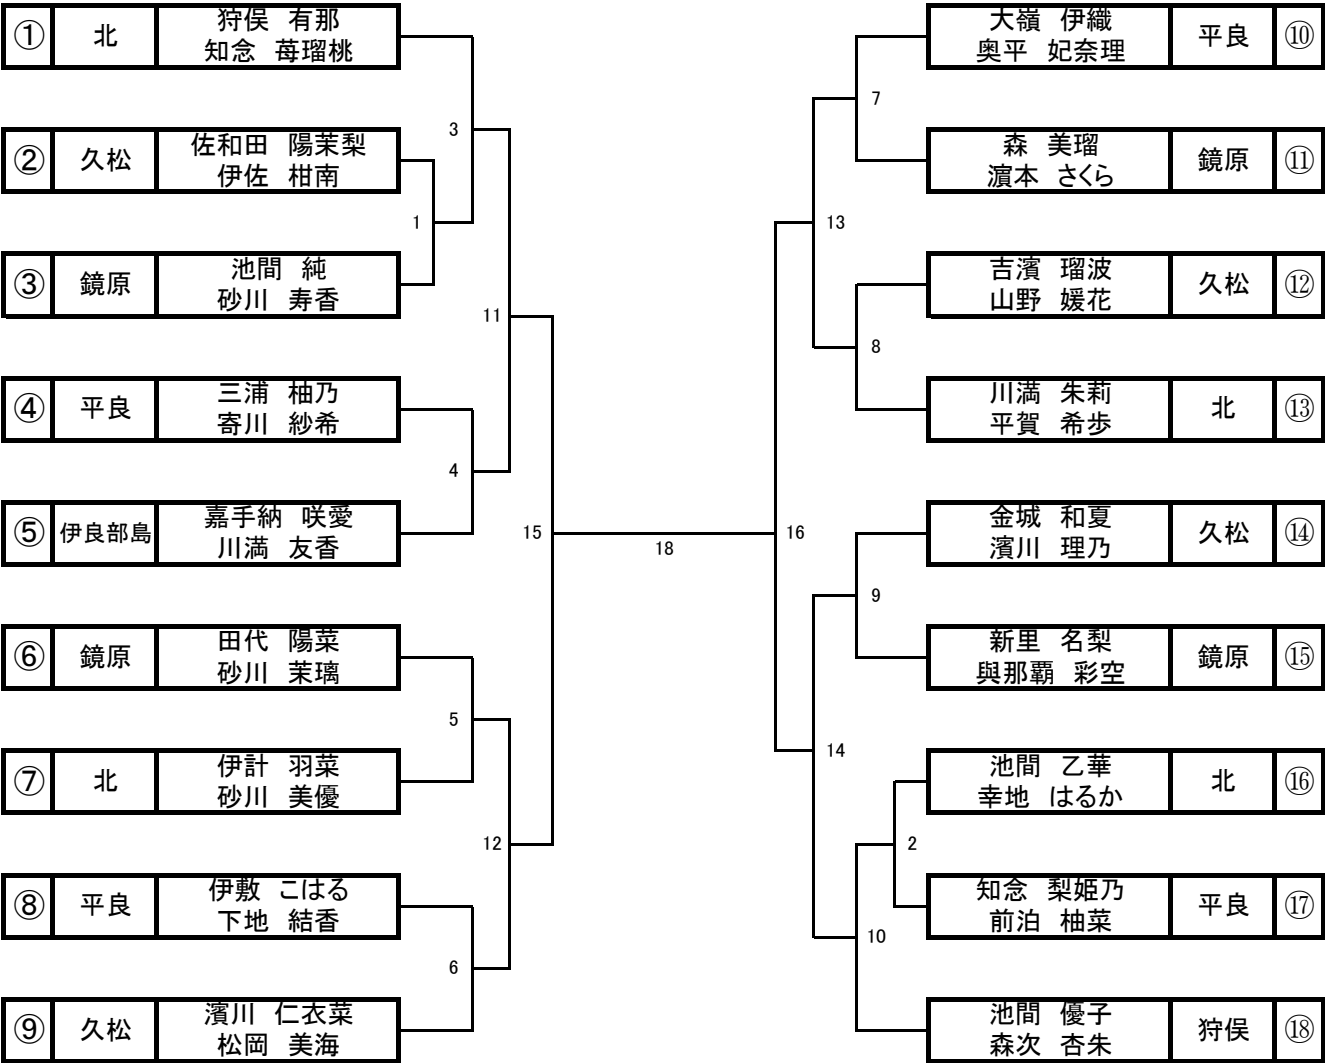 ① 北 狩俣 有那
知念 苺瑠桃
② 久松 佐和田 陽茉梨
伊佐 柑南
③ 鏡原 池間 純
砂川 寿香
④ 平良 三浦 柚乃
寄川 紗希
⑤ 伊良部島 嘉手納 咲愛
川満 友香
⑥ 鏡原 田代 陽菜
砂川 茉璃
⑦ 北 伊計 羽菜
砂川 美優
⑧ 平良 伊敷 こはる
下地 結香
⑨ 久松 濱川 仁衣菜
松岡 美海
3
1
11
4
15
5
12
6
18
大嶺 伊織 平良 ⑩
奥平 妃奈理
森 美瑠 鏡原 ⑪
濵本 さくら
吉濱 瑠波 久松 ⑫
山野 媛花
川満 朱莉 北 ⑬
平賀 希歩
金城 和夏 久松 ⑭
濱川 理乃
新里 名梨 鏡原 ⑮
與那覇 彩空
池間 乙華 北 ⑯
幸地 はるか
知念 梨姫乃 平良 ⑰
前泊 柚菜
池間 優子 狩俣 ⑱
森次 杏朱
7
13
8
16
9
14
2
10